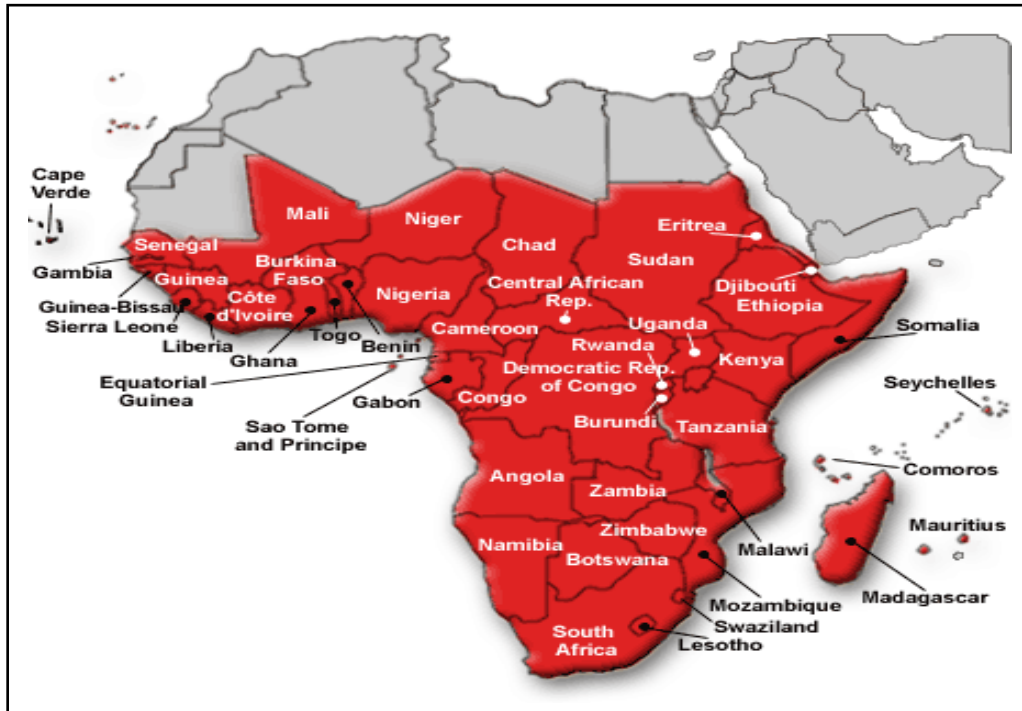 Cape
Verde
Mali
Niger
Chad
Sudan
Eritrea
Senegal
Gambia
Guinea
Burkina
Faso
Nigeria
Central African
Rep.
Djibouti
Ethiopia
Guinea-Bissau
Côte
d'Ivoire
Sierra Leone
Liberia
Ghana
Togo
Benin
Cameroon
Uganda
Somalia
Rwanda
Kenya
Democratic Rep.
of Congo
Equatorial
Guinea
Gabon
Congo
Seychelles
Sao Tome
and Principe
Burundi
Tanzania
Comoros
Angola
Zambia
Malawi
Mauritius
Zimbabwe
Namibia
Botswana
Madagascar
Mozambique
Swaziland
South
Africa
Lesotho